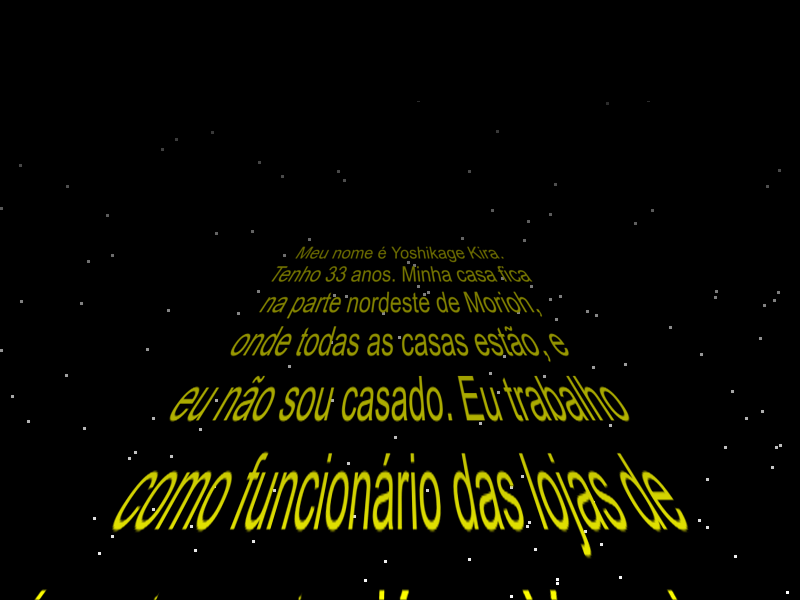 Meu nome é Yoshikage Kira.
Tenho 33 anos. Minha casa fica
na parte nordeste de Morioh,
onde todas as casas estão, e
eu não sou casado. Eu trabalho
como funcionário das lojas de